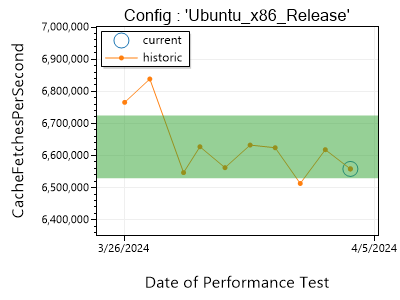 Config : 'Ubuntu_x86_Release'
CacheFetchesPerSecond
7,000,000
6,900,000
6,800,000
6,700,000
6,600,000
6,500,000
6,400,000
current
historic
3/26/2024
4/5/2024
Date of Performance Test